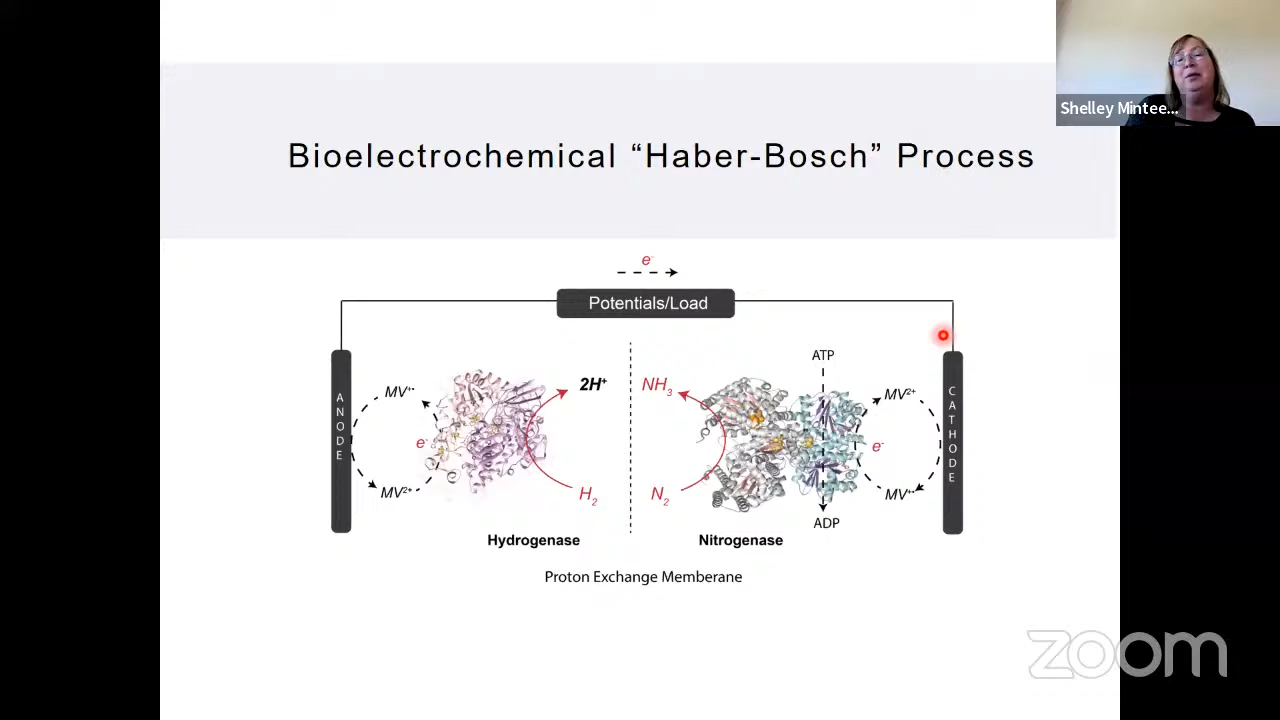 Shelley Mintee...
Bioelectrochemical “Haber-Bosch” Process
e-
Potentials/Load
ATP
ANODE
MV+•
2H+
NH3
MV2+
CATHODE
e-
e-
MV2+
H2
N2
MV+•
ADP
Hydrogenase
Nitrogenase
Proton Exchange Memberane
zoom